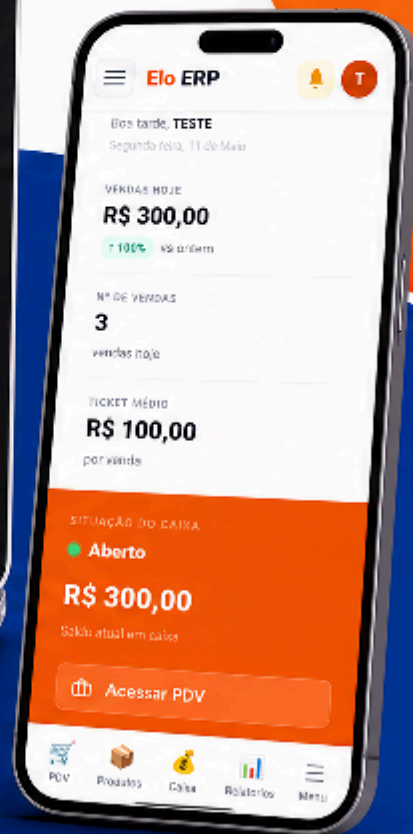 Elo ERP
T
Boa tarde, TESTE
Segunda-feira, 11 de Maio
VENDAS HOJE
R$ 300,00
↑ 100% vs ontem
Nº DE VENDAS
3
vendas hoje
TICKET MÉDIO
R$ 100,00
por venda
SITUAÇÃO DO CAIXA
Aberto
R$ 300,00
Saldo atual em caixa
Acessar PDV
PDV Produtos Caixa Relatórios Menu